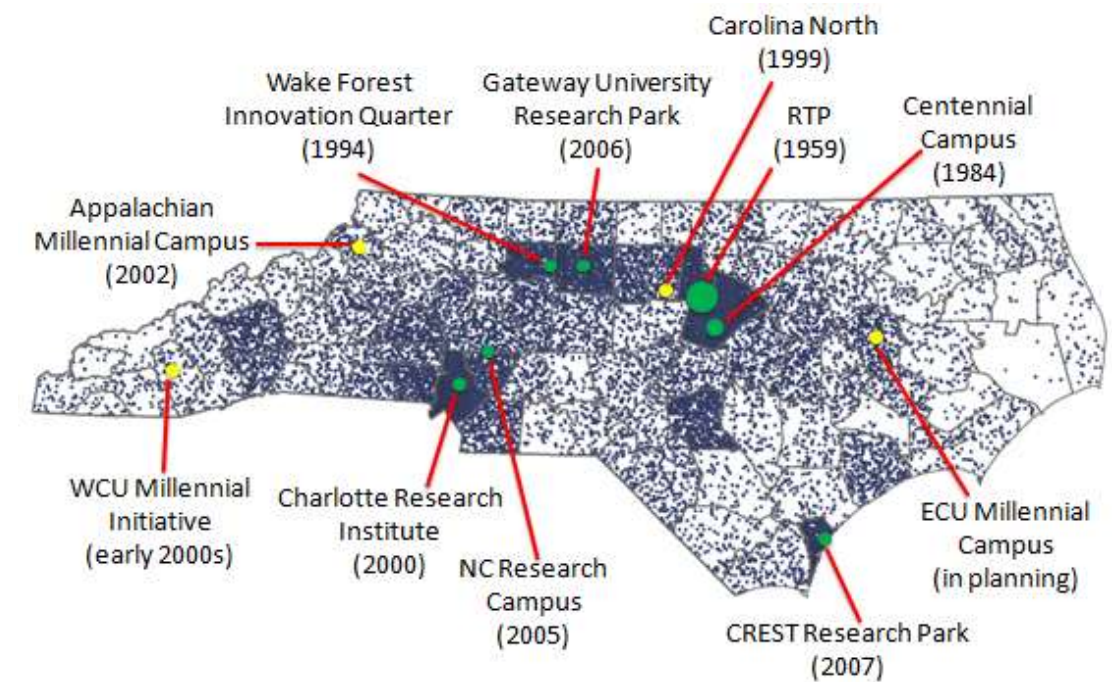 Carolina North
(1999)
Wake Forest
Innovation Quarter
(1994)
Gateway University
Research Park
(2006)
RTP
(1959)
Centennial
Campus
(1984)
Appalachian
Millennial Campus
(2002)
WCU Millennial
Initiative
(early 2000s)
Charlotte Research
Institute
(2000)
NC Research
Campus
(2005)
ECU Millennial
Campus
(in planning)
CREST Research Park
(2007)